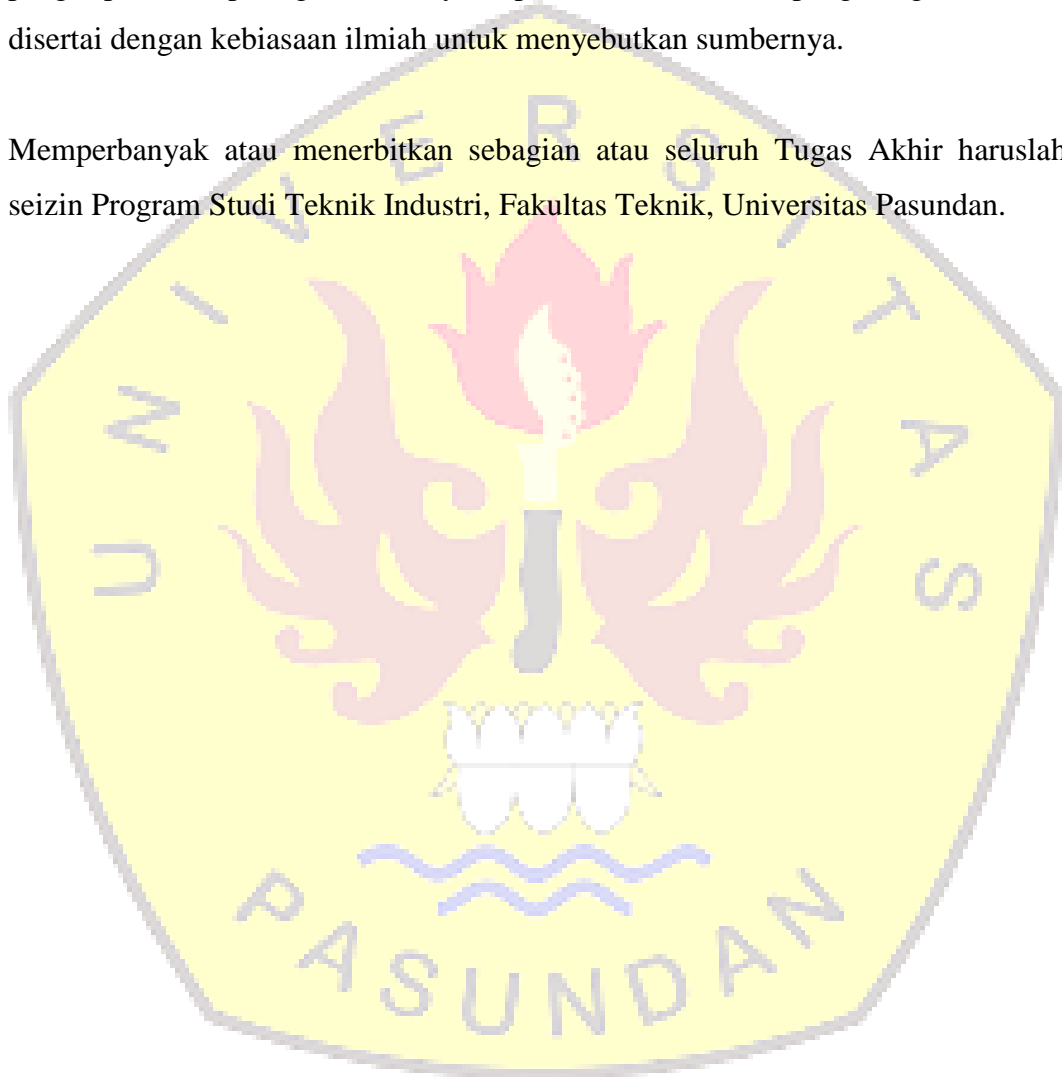 disertai dengan kebiasaan ilmiah untuk menyebutkan sumbernya.
Memperbanyak atau menerbitkan sebagian atau seluruh Tugas Akhir haruslah
seizin Program Studi Teknik Industri, Fakultas Teknik, Universitas Pasundan.
UNIVERSITAS
PASUNDAN